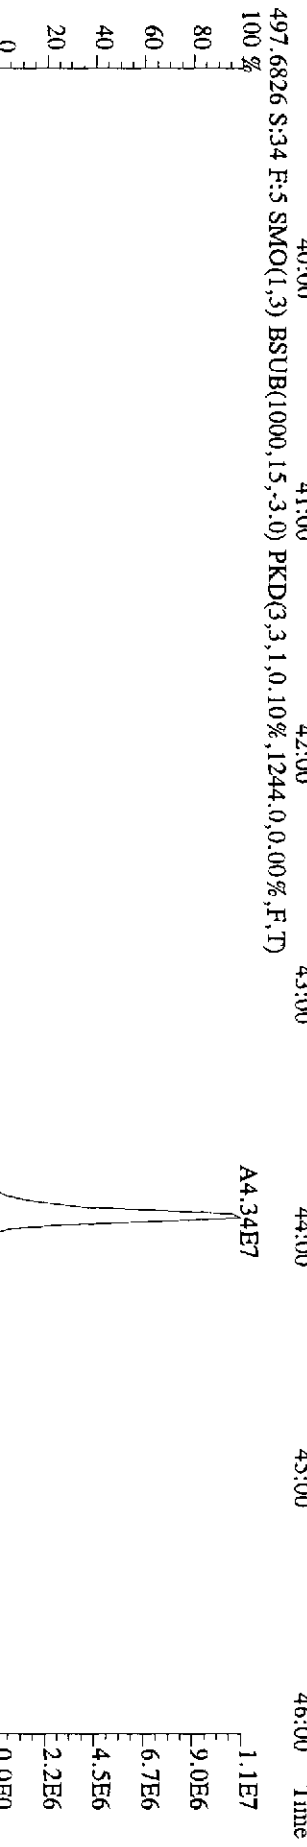 40:00 41:00 42:00 43:00 44:00 45:00 46:00 Time
497.6826 S:34 F:5 SMO(1,3) BSUB(1000,15,-3.0) PKD(3,3,1,0.10%,1244.0,0.00%,F,T)
100 %
A4.34E7
1.1E7
80
9.0E6
60
6.7E6
40
4.5E6
20
2.2E6
0
0.0E0